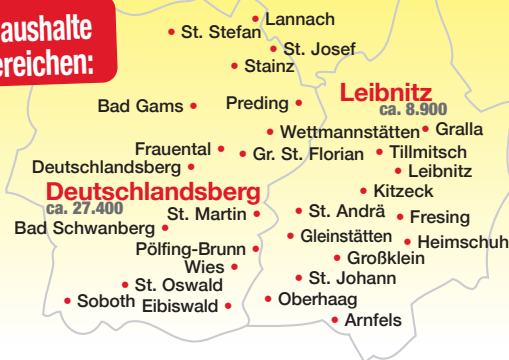 aushalte
ereichen:
Lannach
St. Stefan
St. Josef
Stainz
Leibnitz
ca. 8.900
Bad Gams
Preding
Wettmannstätten
Gralla
Frauental
Gr. St. Florian
Tillmitsch
Deutschlandsberg
Leibnitz
Deutschlandsberg
ca. 27.400
Kitzeck
St. Martin
St. Andrä
Fresing
Bad Schwanberg
Gleinstätten
Heimschuh
Pölfing-Brunn
Großklein
Wies
St. Johann
St. Oswald
Soboth
Eibiswald
Oberhaag
Arnfels